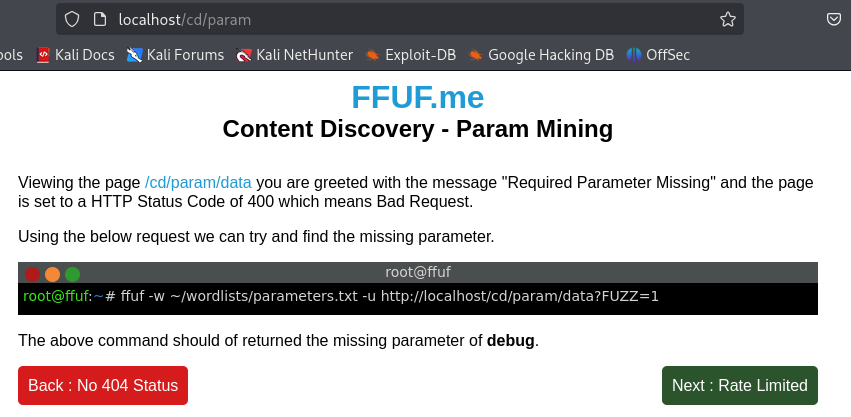 localhost/cd/param
ools Kali Docs Kali Forums Kali NetHunter Exploit-DB Google Hacking DB OffSec
FFUF.me
Content Discovery - Param Mining
Viewing the page /cd/param/data you are greeted with the message "Required Parameter Missing" and the page
is set to a HTTP Status Code of 400 which means Bad Request.
Using the below request we can try and find the missing parameter.
root@ffuf
root@ffuf:~# ffuf -w ~/wordlists/parameters.txt -u http://localhost/cd/param/data?FUZZ=1
The above command should of returned the missing parameter of debug.
Back : No 404 Status
Next : Rate Limited